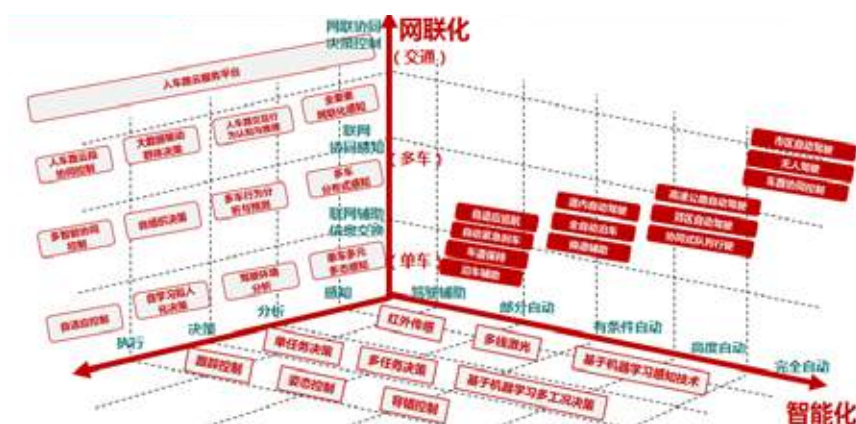 网联协同
决策控制
网联化
(交通)
人车路云服务平台
全要素
网联化感知
人车路交互行
为认知与推理
大数据驱动
群体决策
人车路云局
协同控制
联网
协同感知
(多车)
多车
分布式感知
多车行为分
析与预测
自组织决策
多智能协同
控制
联网辅助
信息交换
(单车)
单车多元
多态感知
驾驶环境
分析
自学习拟人
化决策
自适应控制
市区自动驾驶
无人驾驶
车路协同控制
高速公路自动驾驶
郊区自动驾驶
协同式队列行驶
道内自动驾驶
全自动泊车
换道辅助
自适应巡航
自动紧急刹车
车道保持
泊车辅助
感知
分析
决策
执行
驾驶辅助
部分自动
有条件自动
高度自动
完全自动
智能化
红外传感
多线激光
基于机器学习感知技术
单任务决策
多任务决策
基于机器学习多工况决策
跟踪控制
姿态控制
容错控制